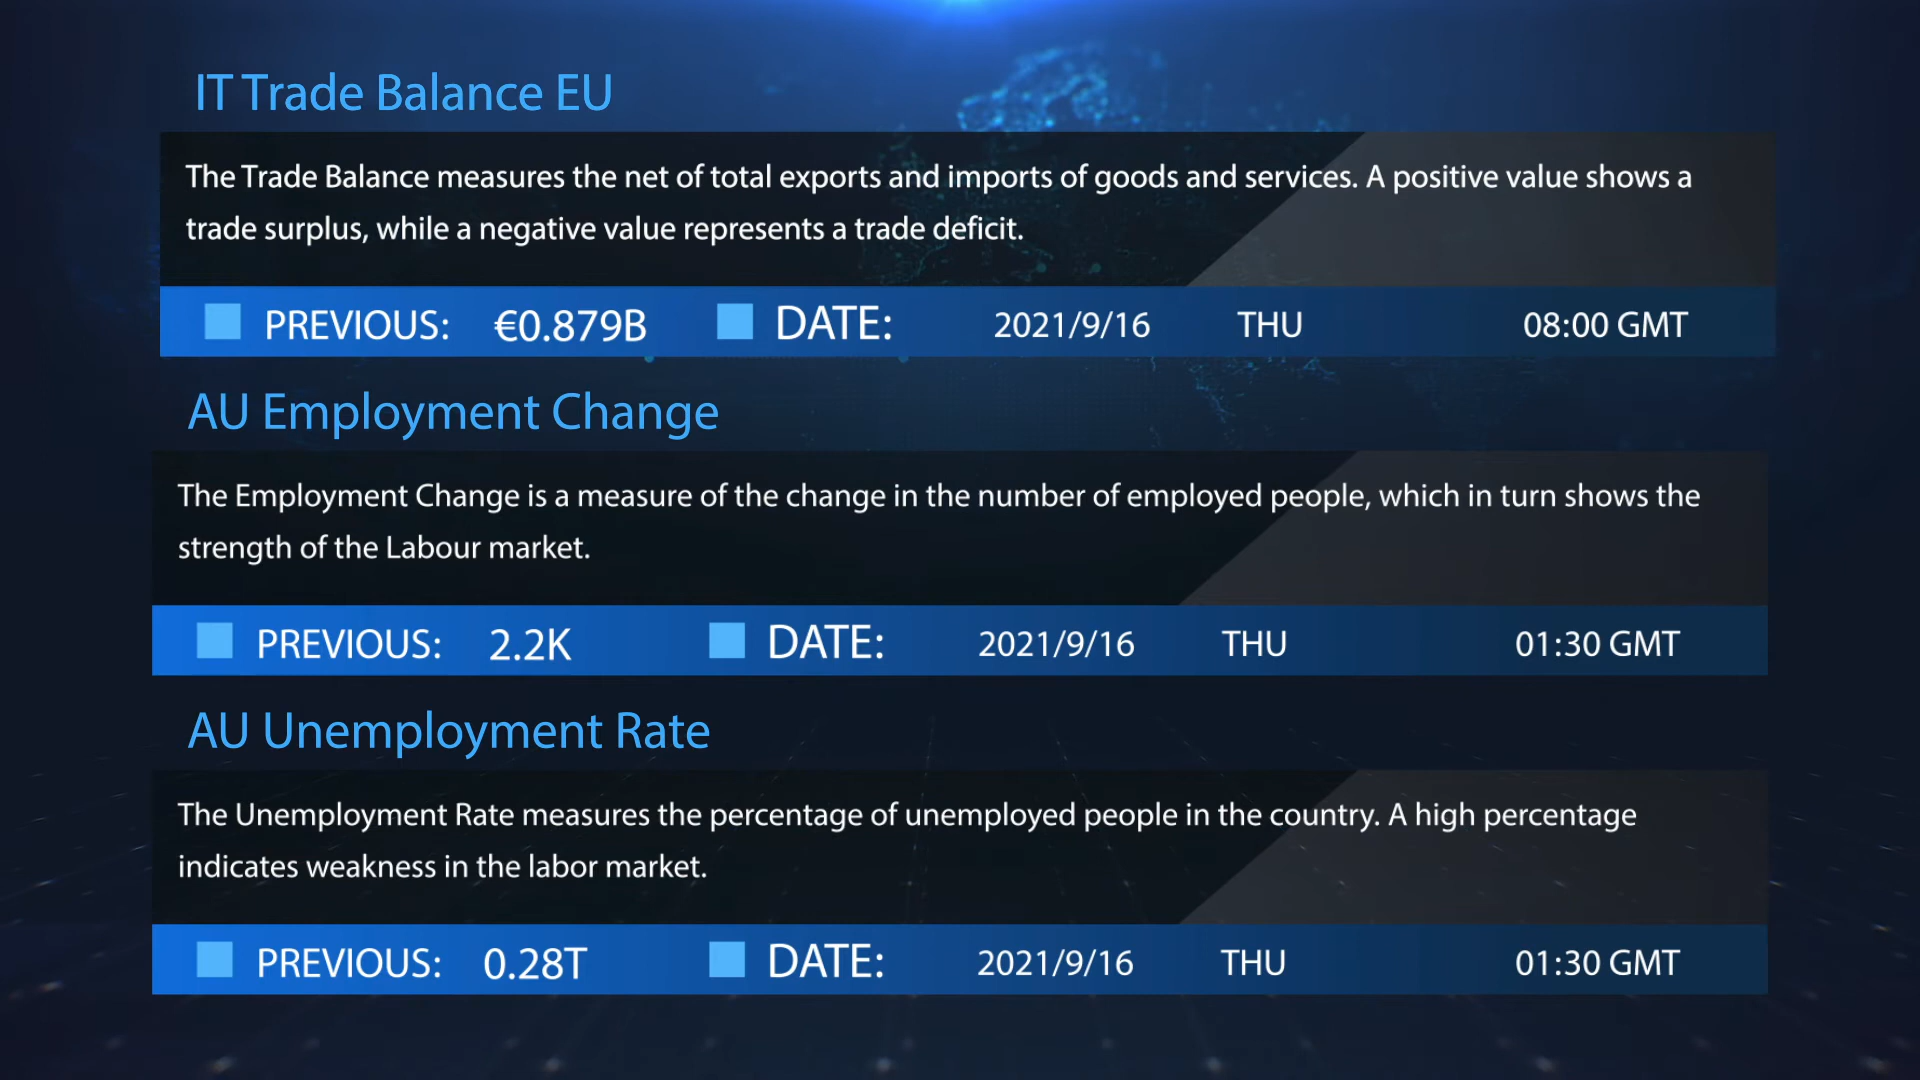 IT Trade Balance EU
The Trade Balance measures the net of total exports and imports of goods and services. A positive value shows a
trade surplus, while a negative value represents a trade deficit.
PREVIOUS: €0.879B DATE: 2021/9/16 THU 08:00 GMT
AU Employment Change
The Employment Change is a measure of the change in the number of employed people, which in turn shows the
strength of the Labour market.
PREVIOUS: 2.2K DATE: 2021/9/16 THU 01:30 GMT
AU Unemployment Rate
The Unemployment Rate measures the percentage of unemployed people in the country. A high percentage
indicates weakness in the labor market.
PREVIOUS: 0.28T DATE: 2021/9/16 THU 01:30 GMT